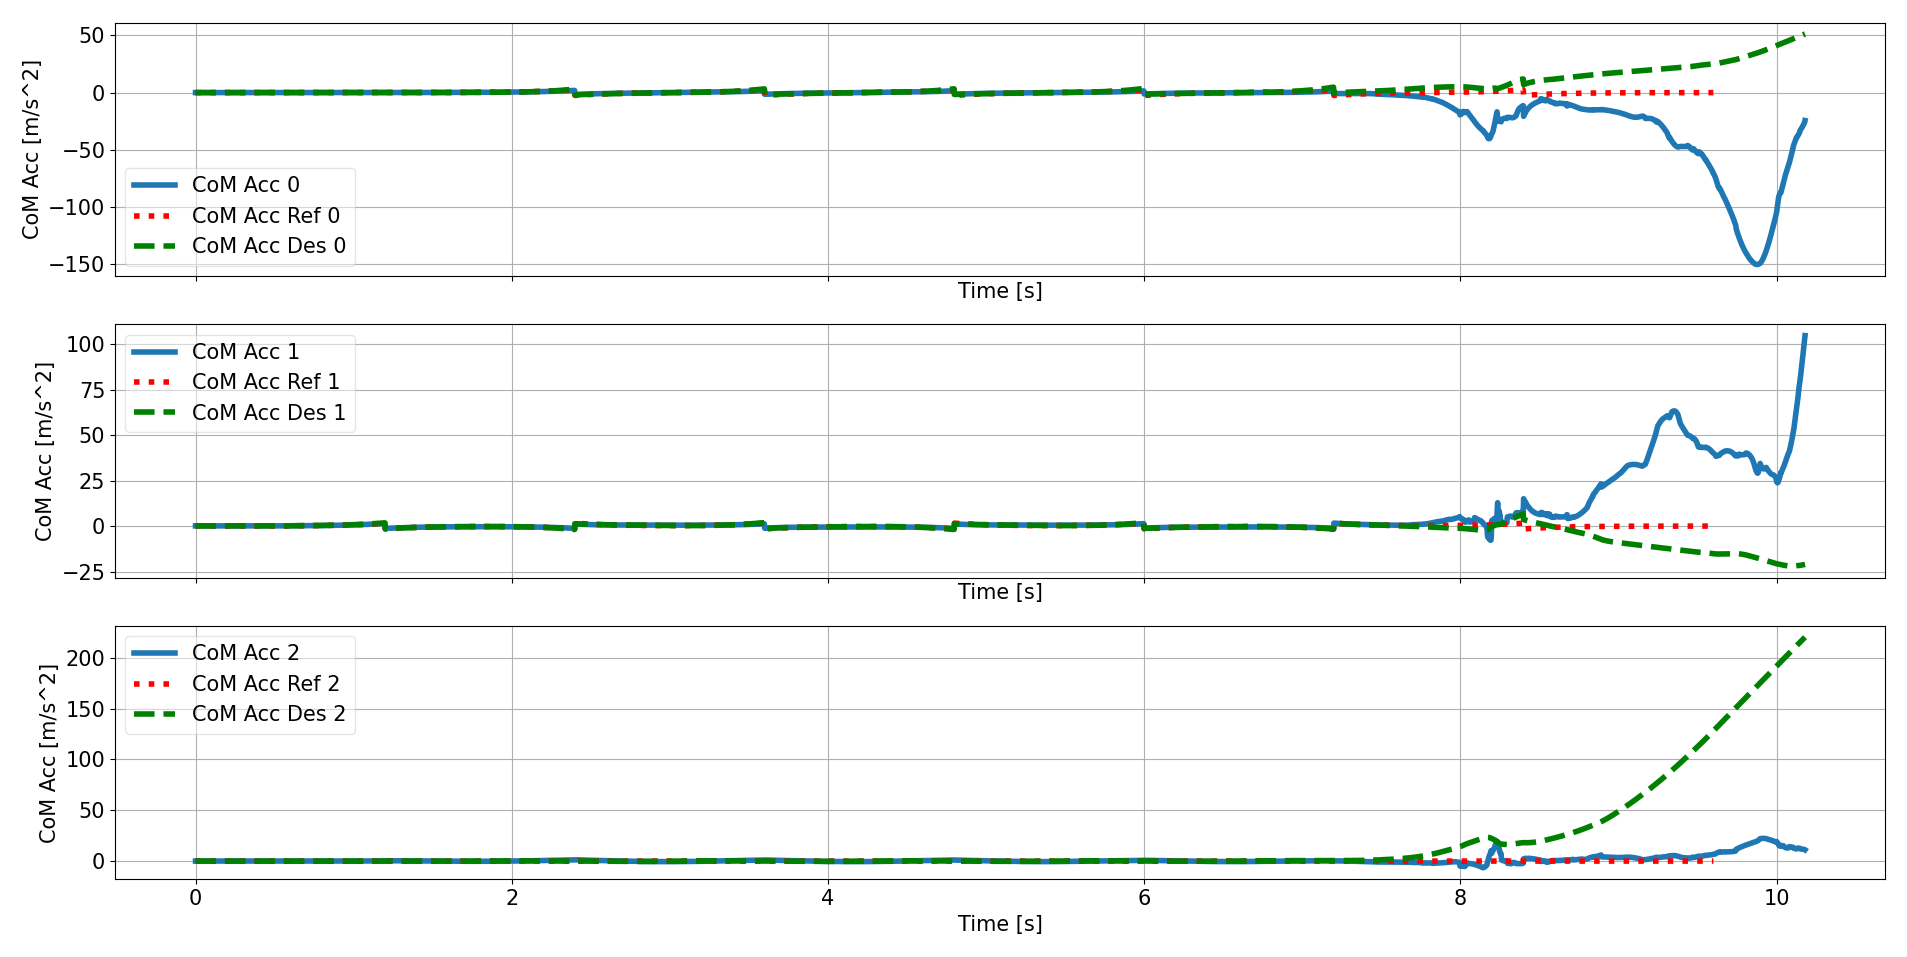 50
0
−50
−100
−150
CoM Acc [m/s^2]
CoM Acc 0
CoM Acc Ref 0
CoM Acc Des 0
Time [s]
100
75
50
25
0
−25
CoM Acc [m/s^2]
CoM Acc 1
CoM Acc Ref 1
CoM Acc Des 1
Time [s]
200
150
100
50
0
CoM Acc [m/s^2]
CoM Acc 2
CoM Acc Ref 2
CoM Acc Des 2
0 2 4 6 8 10
Time [s]